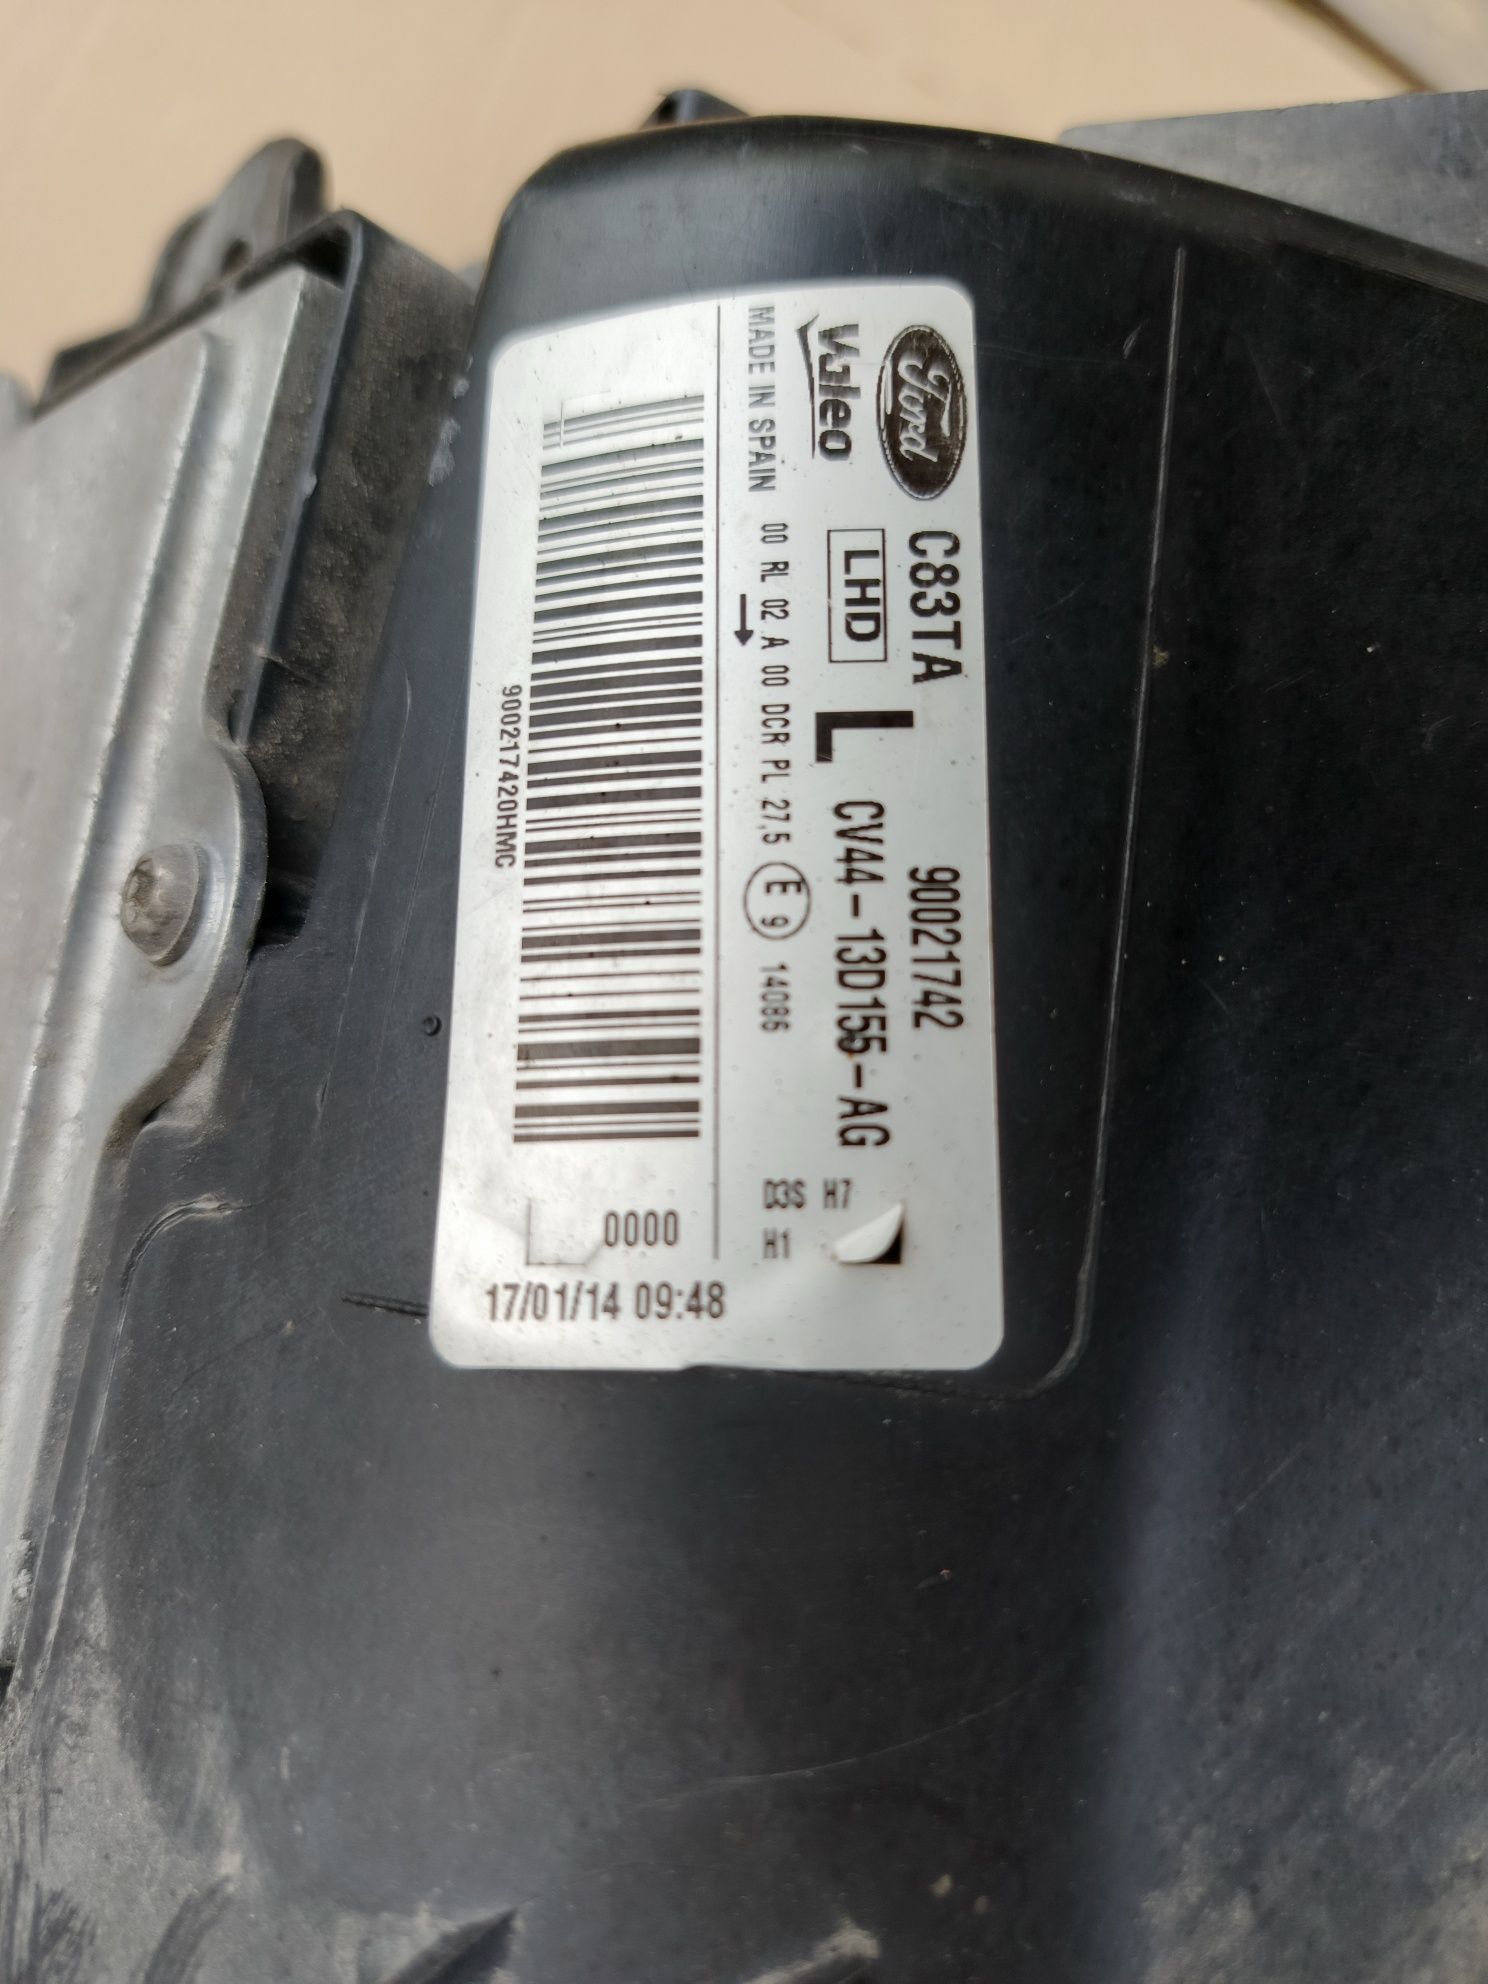 Ford C83TA 90021742
Valeo LHD L CV44-13D155-AG
MADE IN SPAIN 00 RL 02 A 00 DCR PL 27,5 E 9 14086
D3S H7
H1
90021742OHMC
0000
17/01/14 09:48